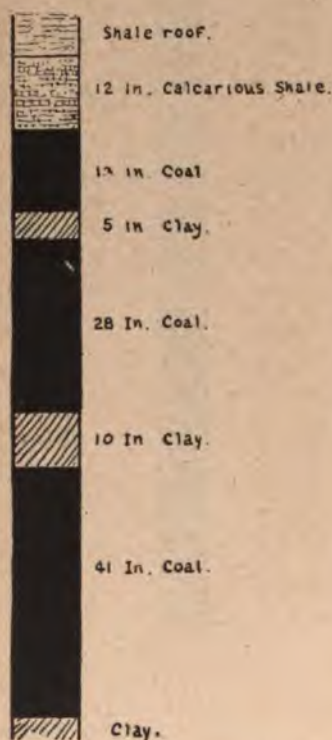 Shale roof.
12 In. Calcarious Shale.
13 in Coal
5 in Clay.
28 In. Coal.
10 In Clay.
41 In. Coal.
Clay.